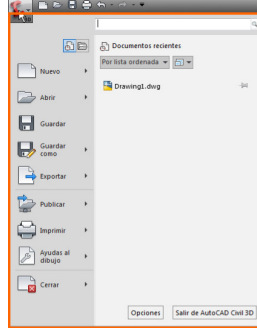 Documentos recientes
Por lista ordenada
Drawing1.dwg
Nuevo
Abrir
Guardar
Guardar
como
Exportar
Publicar
Imprimir
Ayudas al
dibujo
Cerrar
Opciones
Salir de AutoCAD Civil 3D